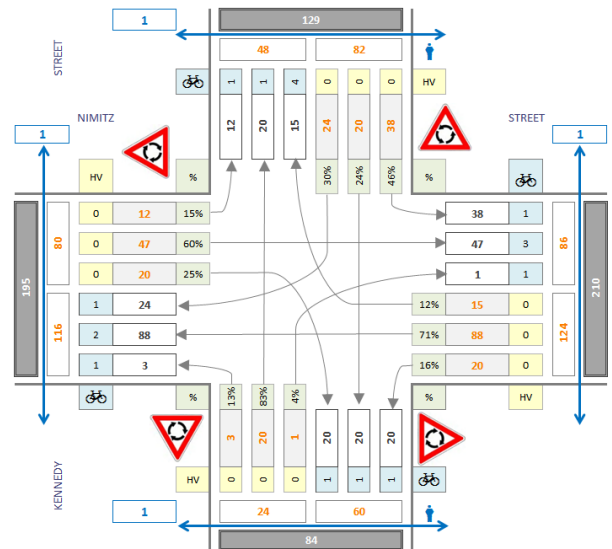 1 129
48 82
STREET
1 1 4 0 0 0 HV
NIMITZ 12 20 15 24 20 38 STREET
1 1
HV % 30% 24% 46% %
0 12 15% 38 1
80 0 47 60% 47 3 86
0 20 25% 1 1
195 210
1 24 12% 15 0
116 2 88 71% 88 0 124
1 3 16% 20 0
% 13% 83% 4% % HV
3 20 1 20 20 20
HV 0 0 0 1 1 1
KENNEDY
1 24 60
84